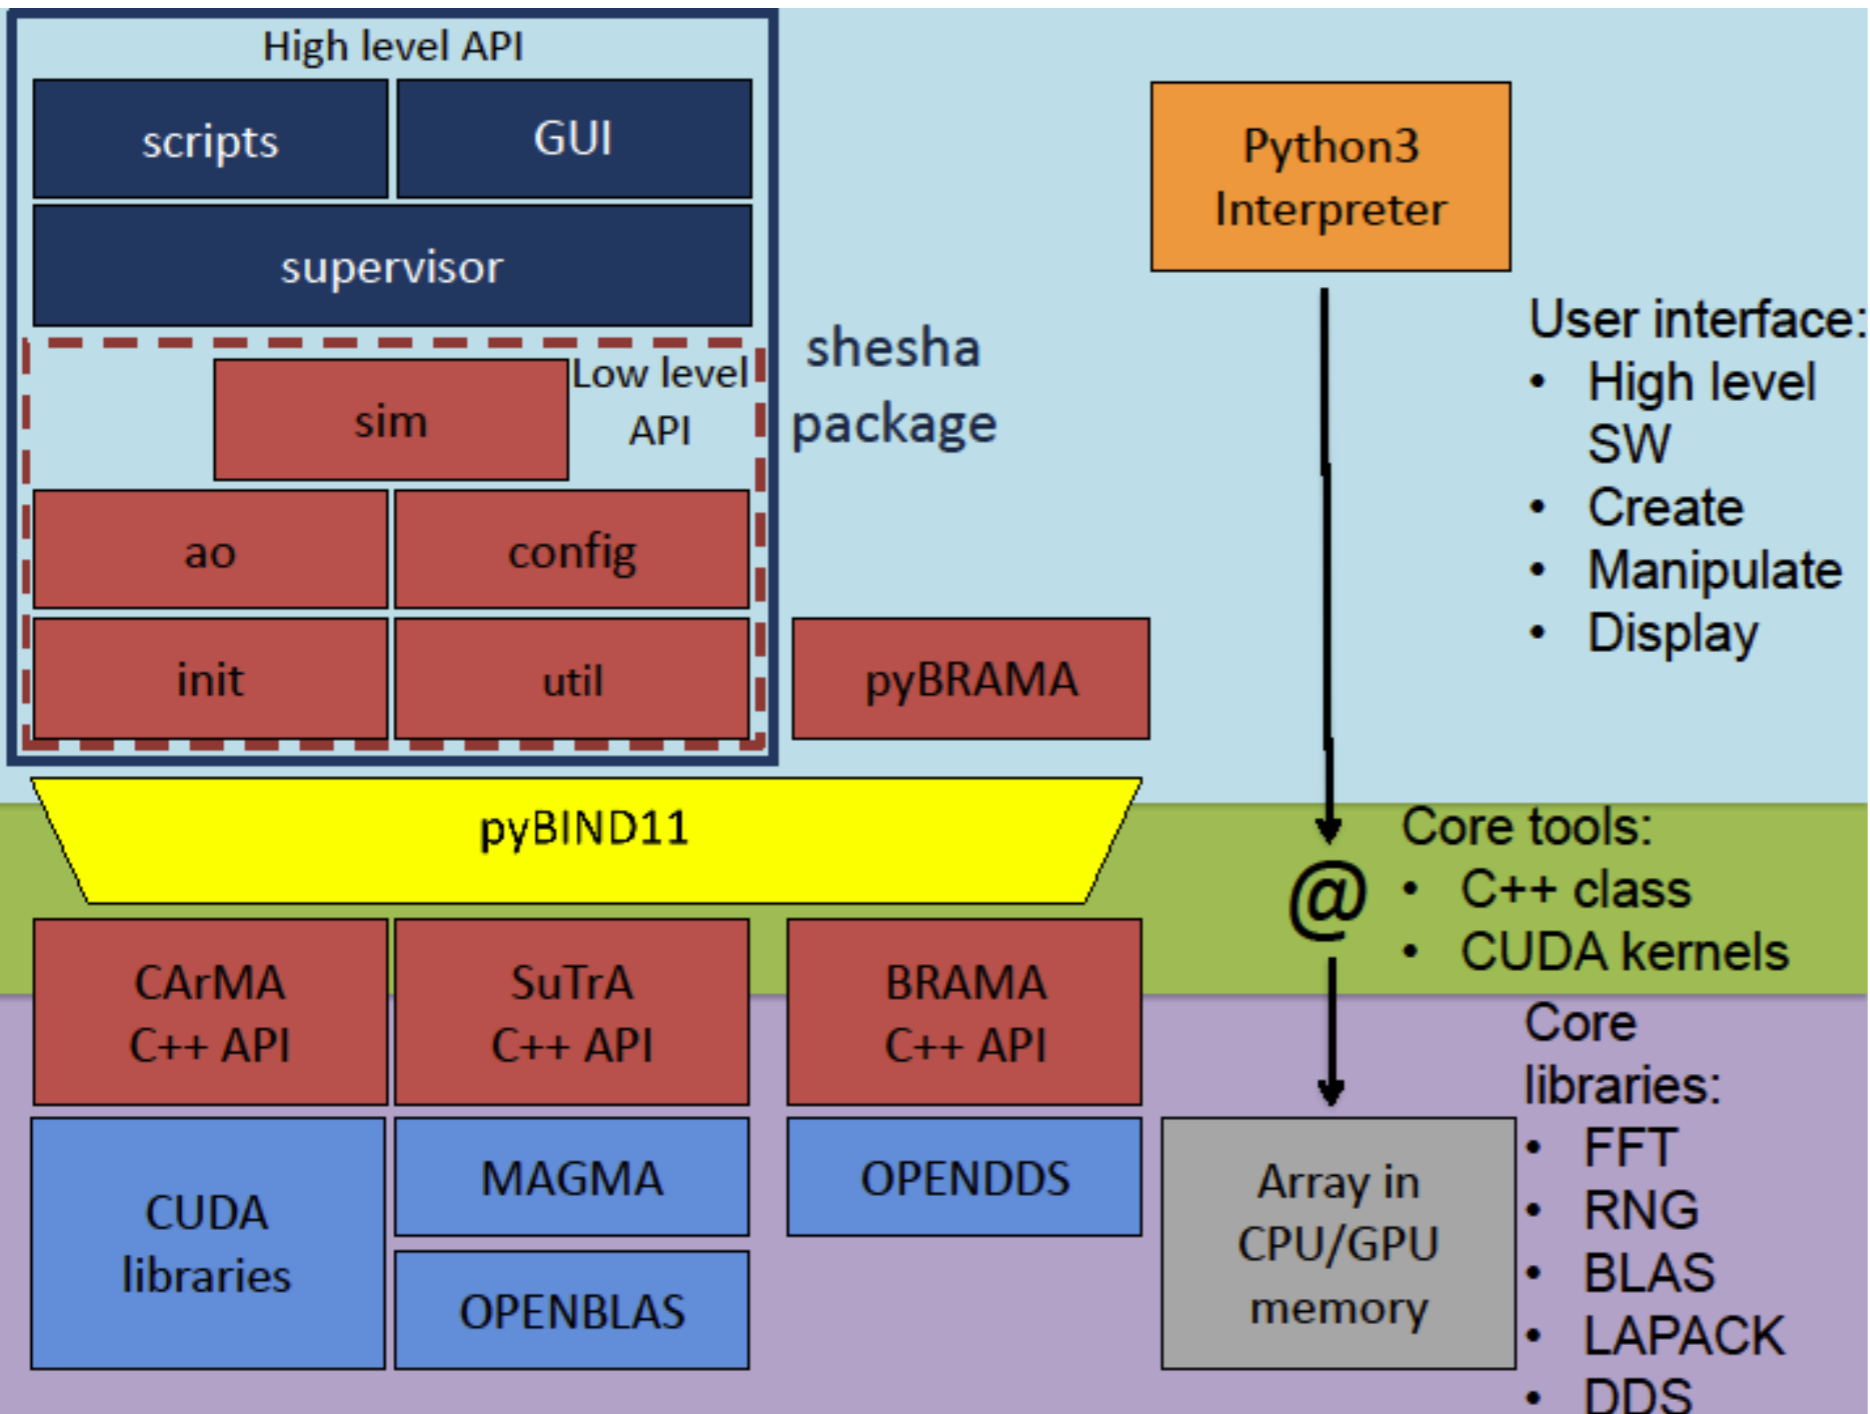 High level API
scripts
GUI
supervisor
Low level
API
sim
ao
config
init
util
shesha
package
pyBRAMA
Python3
Interpreter
User interface:
• High level
SW
• Create
• Manipulate
• Display
pyBIND11
@
Core tools:
• C++ class
• CUDA kernels
CArMA
C++ API
SuTrA
C++ API
BRAMA
C++ API
CUDA
libraries
MAGMA
OPENBLAS
OPENDDS
Array in
CPU/GPU
memory
Core
libraries:
• FFT
• RNG
• BLAS
• LAPACK
• DDS